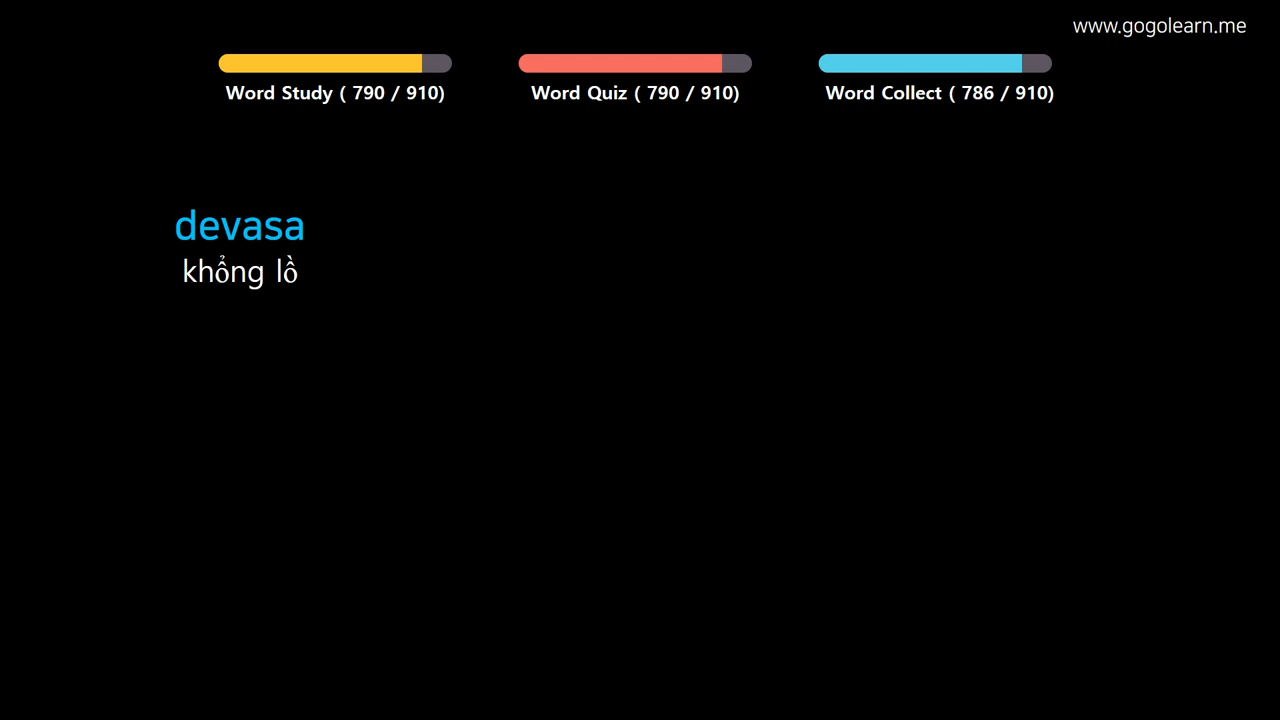 www.gogolearn.me
Word Study ( 790 / 910)
Word Quiz ( 790 / 910)
Word Collect ( 786 / 910)
devasa
khổng lồ